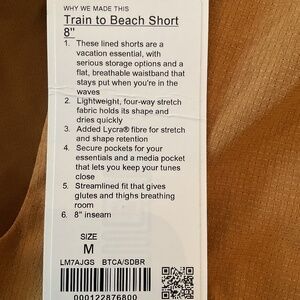 WHY WE MADE THIS
Train to Beach Short
8"
1. These lined shorts are a
vacation essential, with
serious storage options and a
flat, breathable waistband that
stays put when you're in the
waves
2. Lightweight, four-way stretch
fabric holds its shape and
dries quickly
3. Added Lycra® fibre for stretch
and shape retention
4. Secure pockets for your
essentials and a media pocket
that lets you keep your tunes
close
5. Streamlined fit that gives
glutes and thighs breathing
room
6. 8" insearn
SIZE
M
LM7AJGS BTCA/SDBR
000122876800